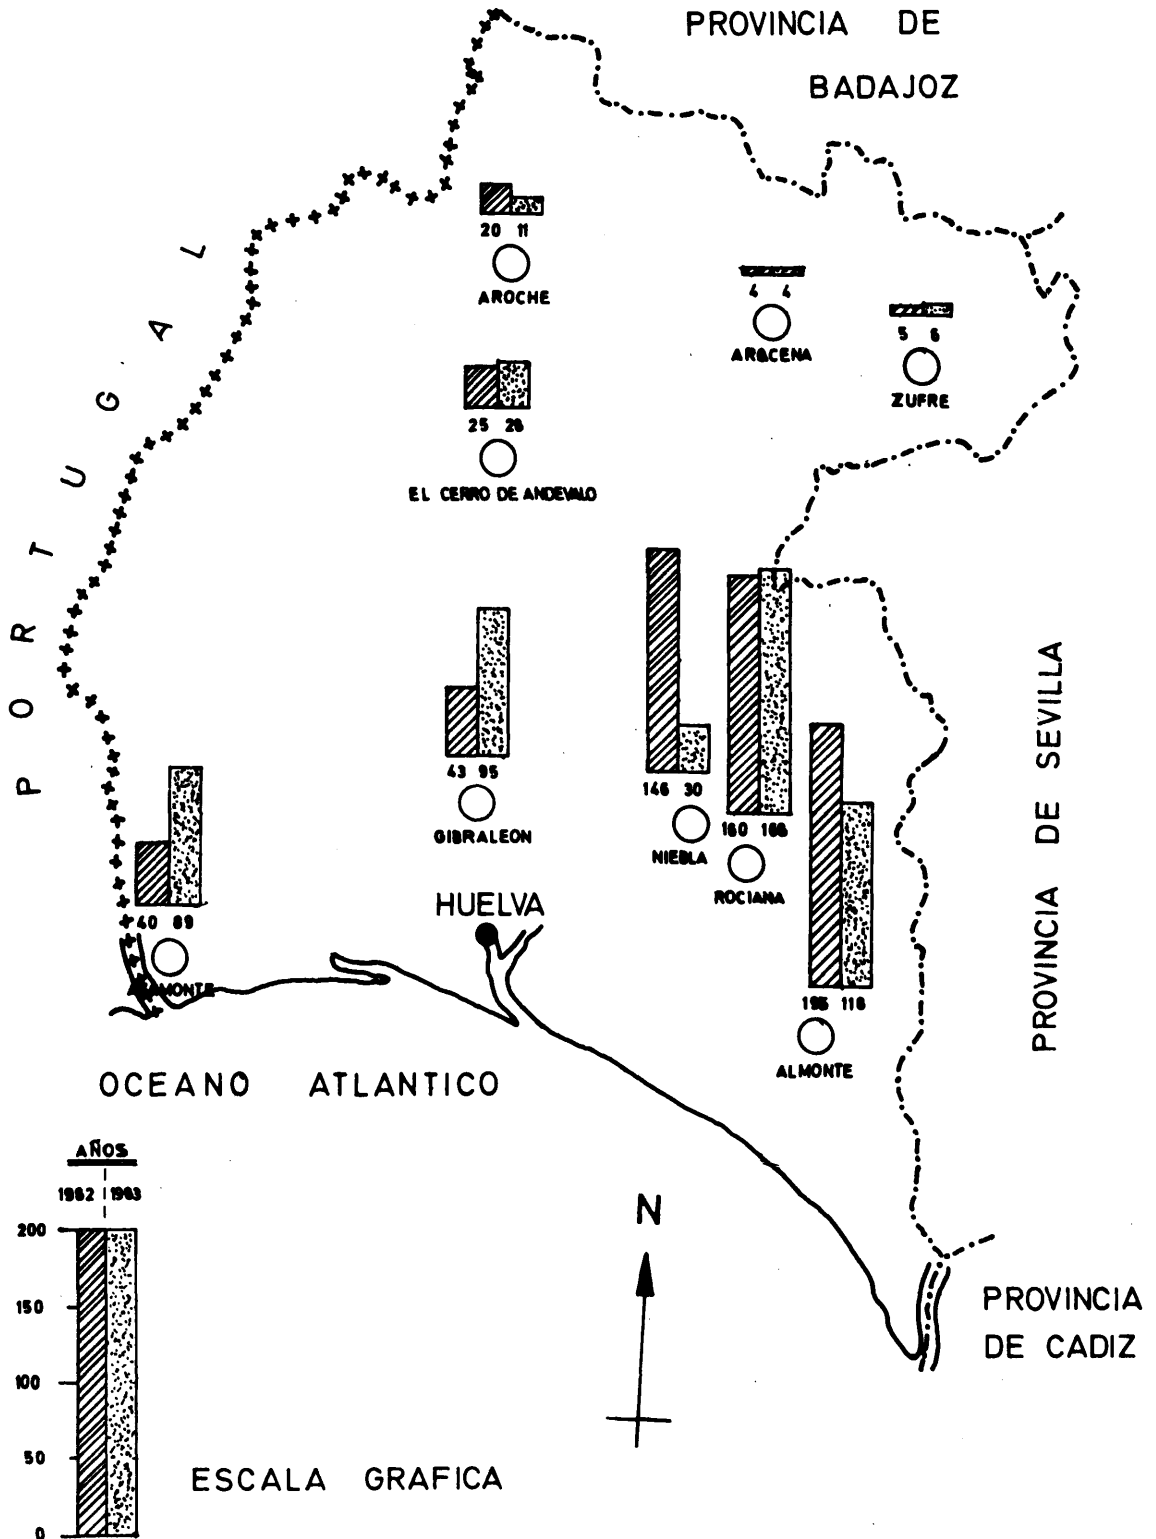 PROVINCIA DE
BADAJOZ
PORTUGAL
20 11
AROCHE
4 4
ARACENA
5 6
ZUFRE
25 28
EL CERRO DE ANDEVALO
43 95
GIBRALEON
146 30
NIEBLA
160 166
ROCIANA
40 89
HUELVA
118
ALMONTE
PROVINCIA DE SEVILLA
OCEANO ATLANTICO
AÑOS
1962 1963
200
150
100
50
0
ESCALA GRAFICA
N
PROVINCIA
DE CADIZ